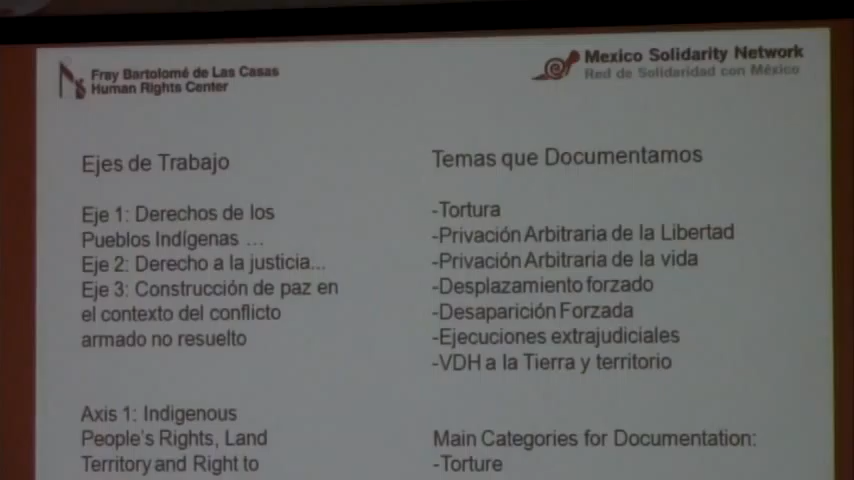 Fray Bartolomé de Las Casas
Human Rights Center
Mexico Solidarity Network
Red de Solidaridad con México
Ejes de Trabajo
Eje 1: Derechos de los
Pueblos Indígenas ...
Eje 2: Derecho a la justicia...
Eje 3: Construcción de paz en
el contexto del conflicto
armado no resuelto
Axis 1: Indigenous
People's Rights, Land
Territory and Right to
Temas que Documentamos
-Tortura
-Privación Arbitraria de la Libertad
-Privación Arbitraria de la vida
-Desplazamiento forzado
-Desaparición Forzada
-Ejecuciones extrajudiciales
-VDH a la Tierra y territorio
Main Categories for Documentation:
-Torture